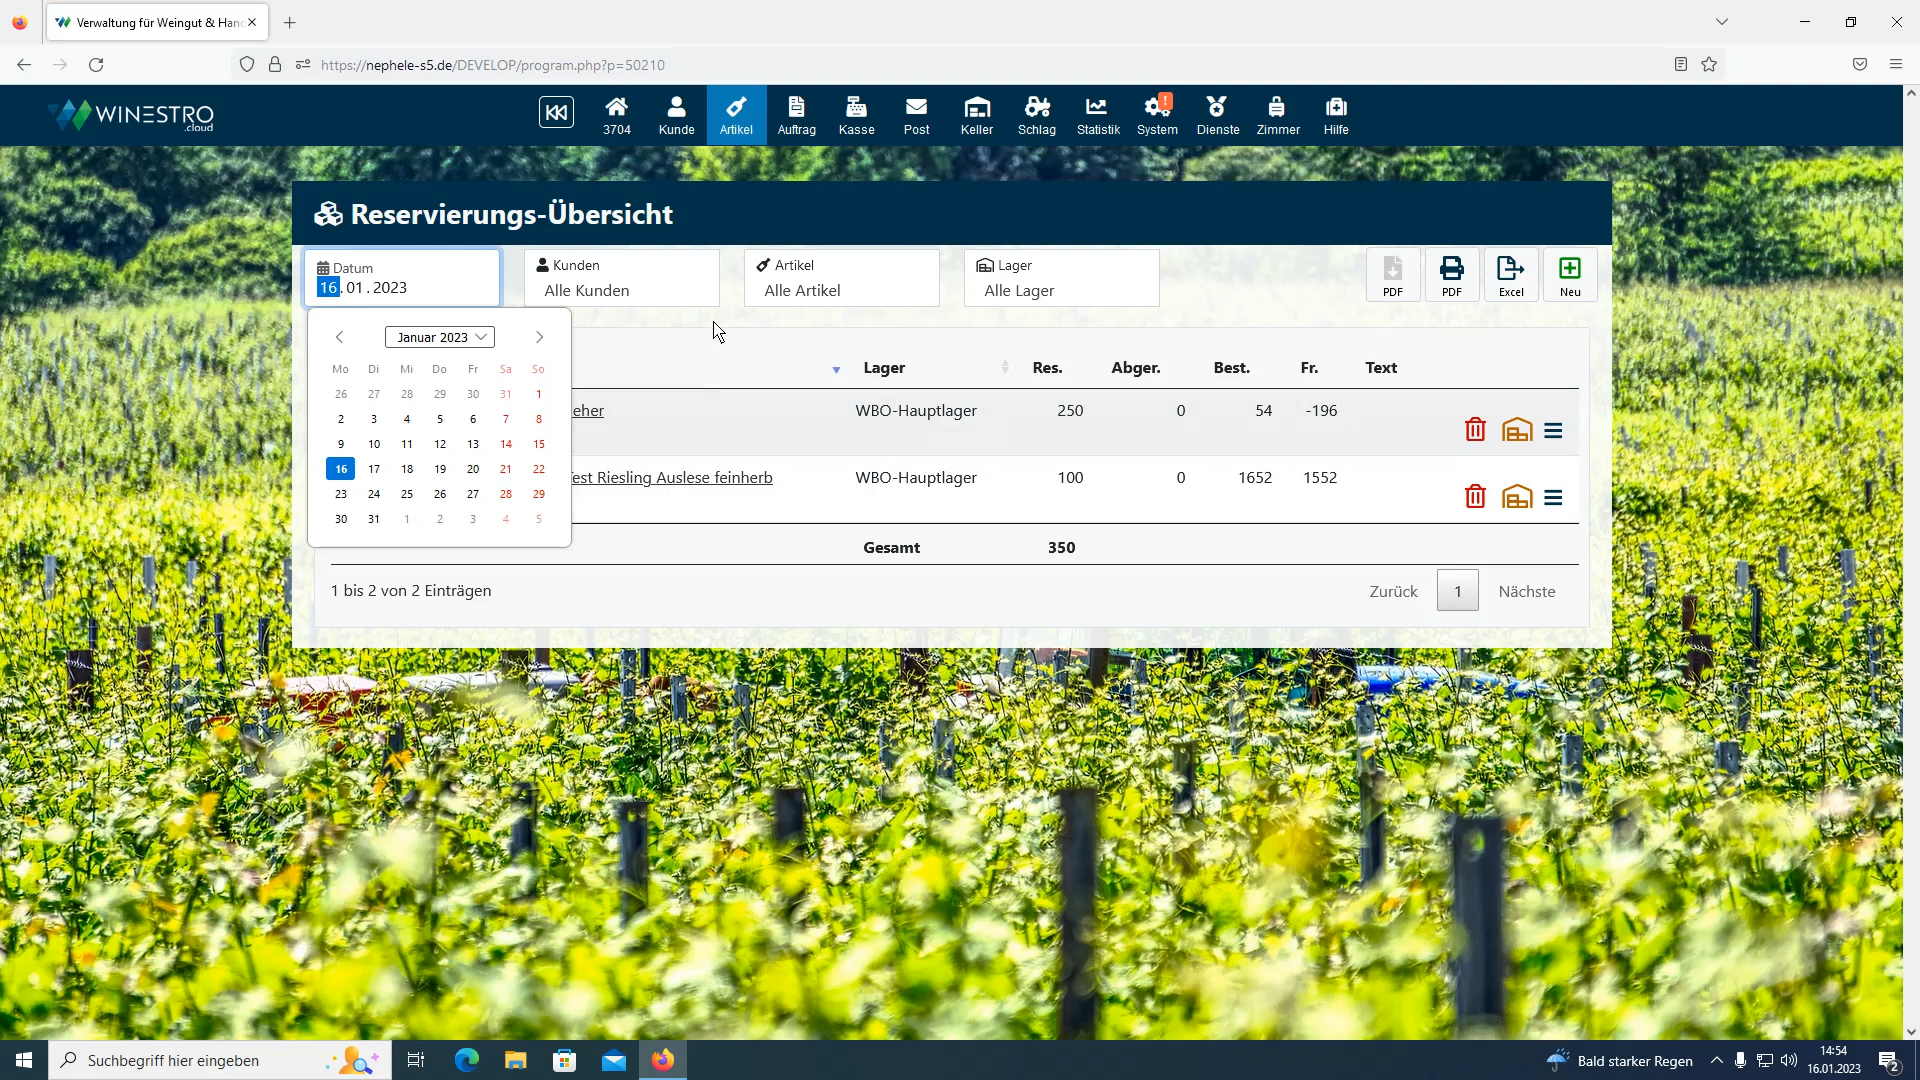 Verwaltung für Weingut & Han
https://nephele-s5.de/DEVELOP/program.php?p=50210
WINESTRO
.cloud
3704
Kunde
Artikel
Auftrag
Kasse
Post
Keller
Schlag
Statistik
System
Dienste
Zimmer
Hilfe
Reservierungs-Übersicht
Datum
16.01.2023
Kunden
Alle Kunden
Artikel
Alle Artikel
Lager
Alle Lager
PDF
PDF
Excel
Neu
Januar 2023
Mo Di Mi Do Fr Sa So
26 27 28 29 30 31 1
2 3 4 5 6 7 8
9 10 11 12 13 14 15
16 17 18 19 20 21 22
23 24 25 26 27 28 29
30 31 1 2 3 4 5
Lager Res. Abger. Best. Fr. Text
eher WBO-Hauptlager 250 0 54 -196
est Riesling Auslese feinherb WBO-Hauptlager 100 0 1652 1552
Gesamt 350
1 bis 2 von 2 Einträgen
Zurück 1 Nächste
Suchbegriff hier eingeben
Bald starker Regen
14:54
16.01.2023
2